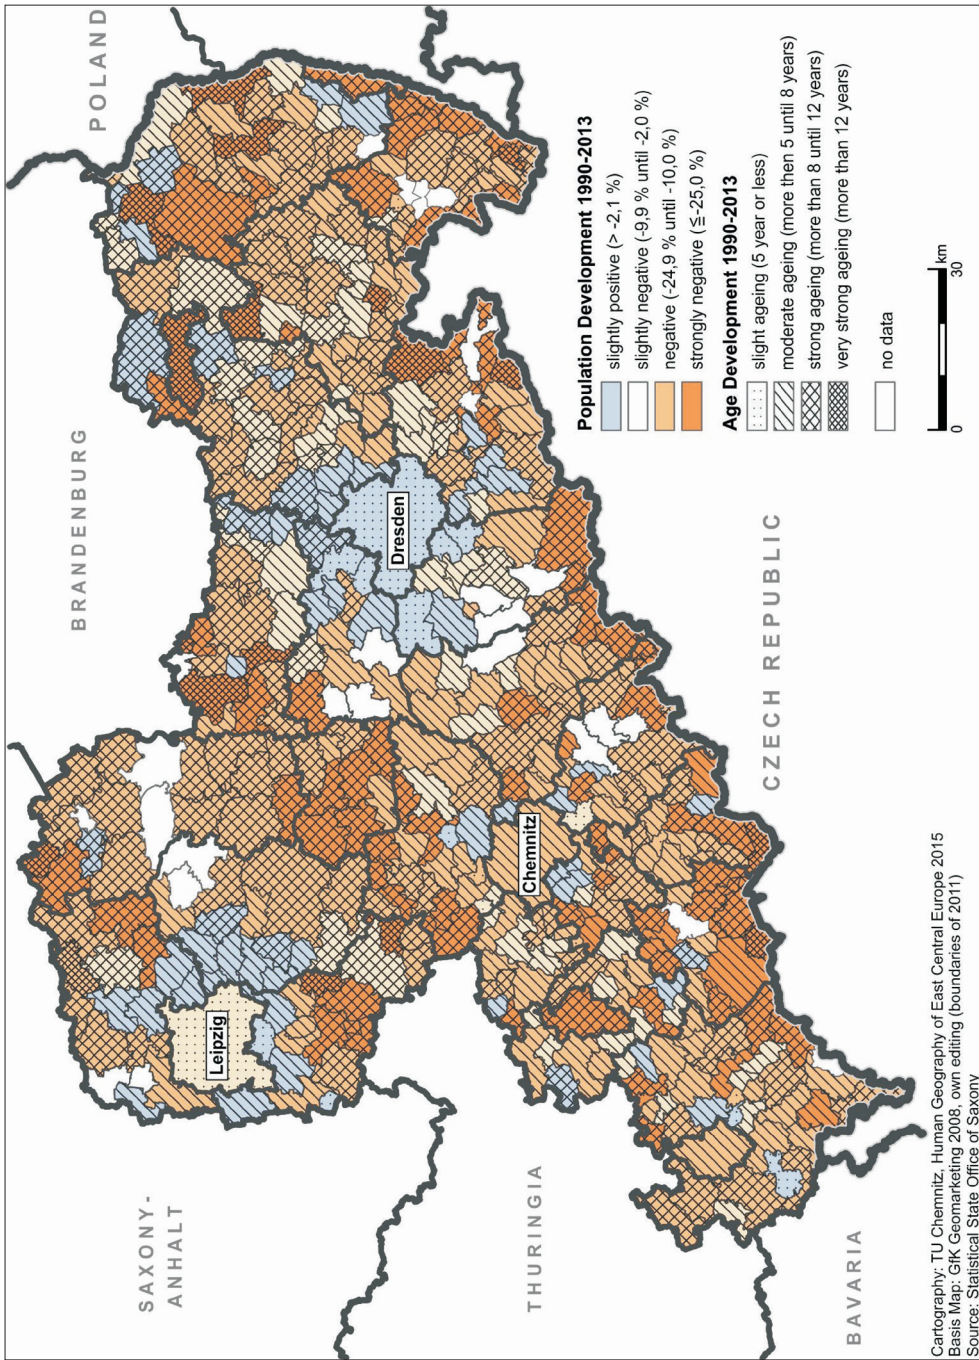 POLAND
BRANDENBURG
SAXONY-
ANHALT
THURINGIA
BAVARIA
CZECH REPUBLIC
Leipzig
Dresden
Chemnitz
Population Development 1990-2013
slightly positive (> -2,1 %)
slightly negative (-9,9 % until -2,0 %)
negative (-24,9 % until -10,0 %)
strongly negative (≦-25,0 %)
Age Development 1990-2013
slight ageing (5 year or less)
moderate ageing (more then 5 until 8 years)
strong ageing (more than 8 until 12 years)
very strong ageing (more than 12 years)
no data
0
30
km
Cartography: TU Chemnitz, Human Geography of East Central Europe 2015
Basis Map: GfK Geomarketing 2008, own editing (boundaries of 2011)
Source: Statistical State Office of Saxony